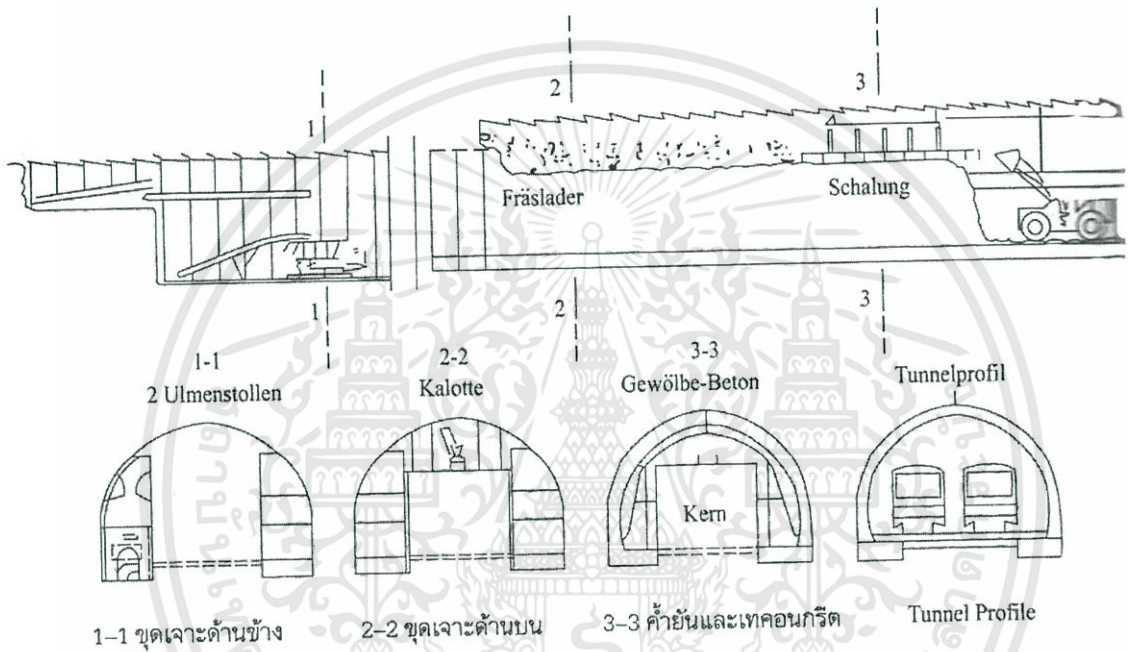 1
2
3
Fräslader
Schalung
1
2
3
1-1
2 Ulmenstollen
2-2
Kalotte
3-3
Gewölbe-Beton
Tunnelprofil
Kern
1–1 ขุดเจาะด้านข้าง
2–2 ขุดเจาะด้านบน
3–3 ค้ำยันและเทคอนกรีต
Tunnel Profile